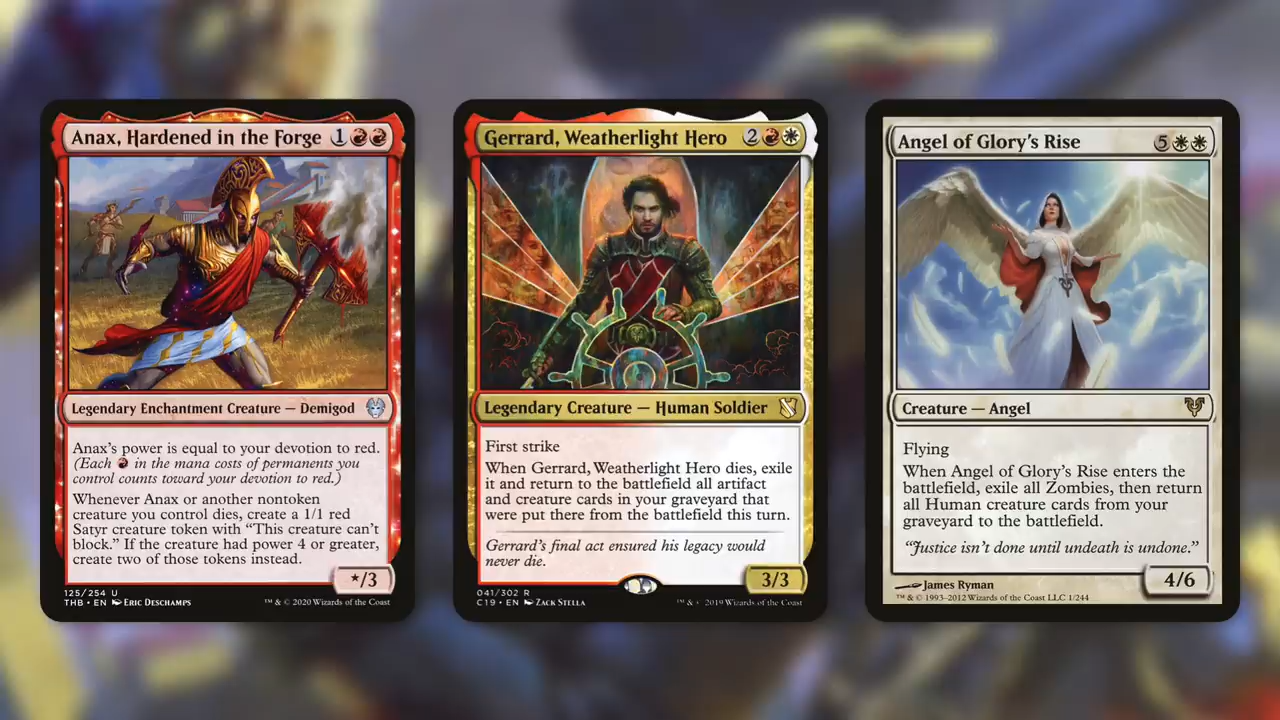 Anax, Hardened in the Forge 1
Legendary Enchantment Creature — Demigod
Anax's power is equal to your devotion to red.
(Each in the mana costs of permanents you
control counts toward your devotion to red.)
Whenever Anax or another nontoken
creature you control dies, create a 1/1 red
Satyr creature token with "This creature can't
block." If the creature had power 4 or greater,
create two of those tokens instead.
★/3
125/254 U
THB • EN ERIC DESCHAMPS ™ & © 2020 Wizards of the Coast
Gerrard, Weatherlight Hero 2
Legendary Creature — Human Soldier
First strike
When Gerrard, Weatherlight Hero dies, exile
it and return to the battlefield all artifact
and creature cards in your graveyard that
were put there from the battlefield this turn.
Gerrard's final act ensured his legacy would
never die.
3/3
041/302 R
C19 • EN ZACK STELLA ™ & © 2019 Wizards of the Coast
Angel of Glory's Rise 5
Creature — Angel
Flying
When Angel of Glory's Rise enters the
battlefield, exile all Zombies, then return
all Human creature cards from your
graveyard to the battlefield.
"Justice isn't done until undeath is undone."
James Ryman
4/6
™ & © 1993–2012 Wizards of the Coast LLC 1/244